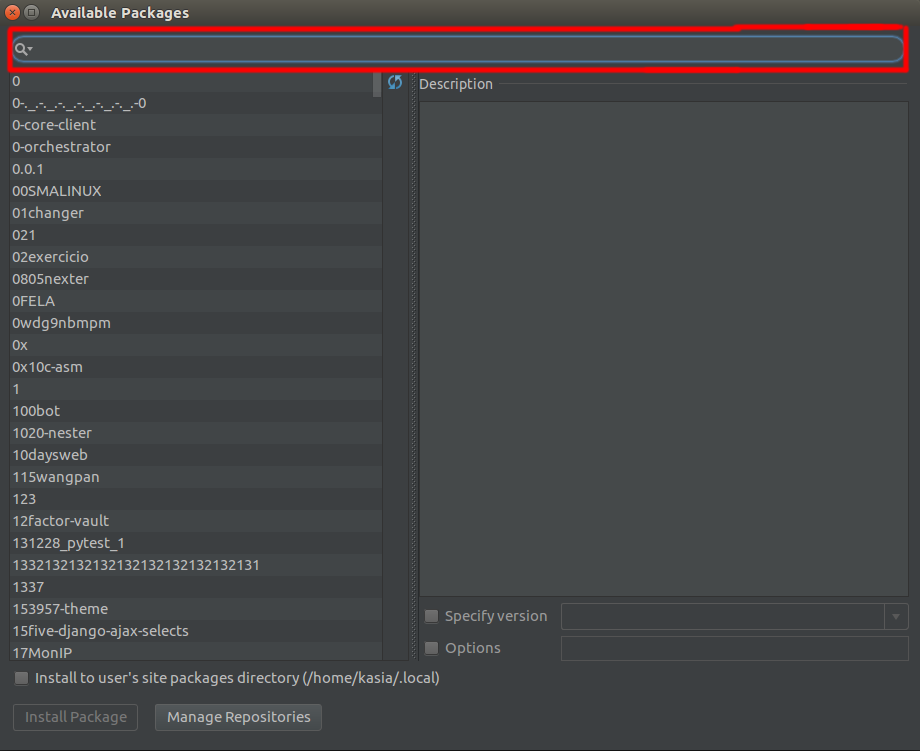 Available Packages
0
0-._.-._.-._.-._.-._.-._.-0
0-core-client
0-orchestrator
0.0.1
00SMALINUX
01changer
021
02exercicio
0805nexter
0FELA
0wdg9nbmpm
0x
0x10c-asm
1
100bot
1020-nester
10daysweb
115wangpan
123
12factor-vault
131228_pytest_1
1337
153957-theme
15five-django-ajax-selects
17MonIP
Description
Specify version
Options
Install to user's site packages directory (/home/kasia/.local)
Install Package
Manage Repositories